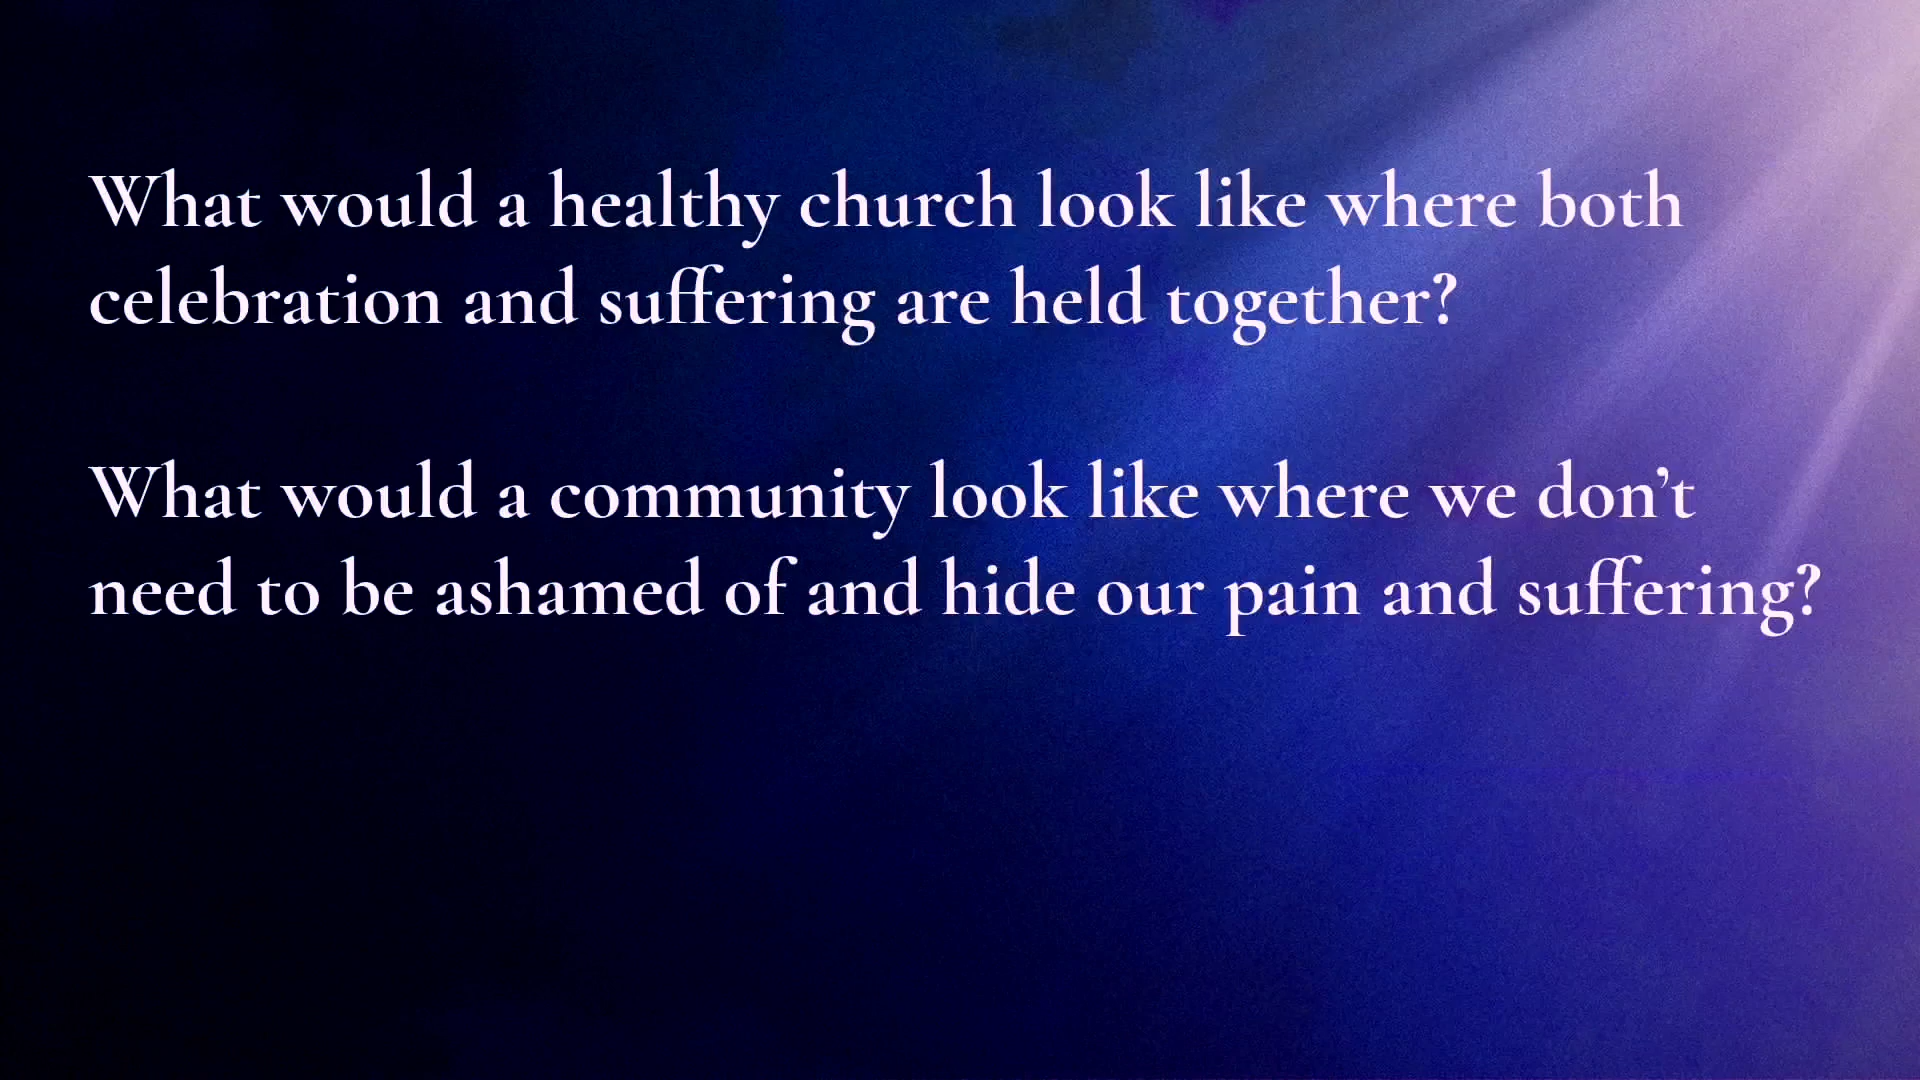 What would a healthy church look like where both
celebration and suffering are held together?
What would a community look like where we don’t
need to be ashamed of and hide our pain and suffering?